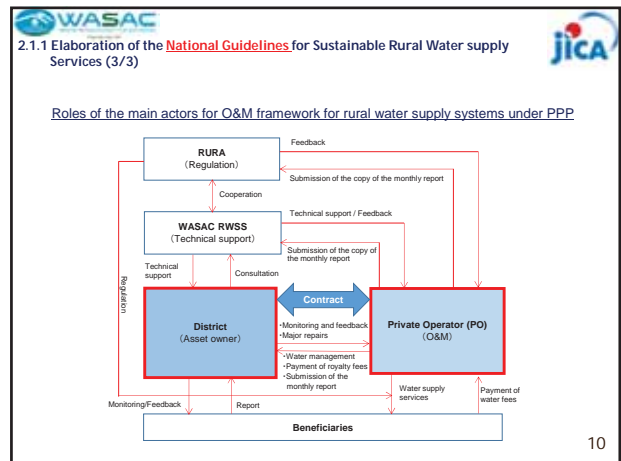 WASAC
jica
2.1.1 Elaboration of the National Guidelines for Sustainable Rural Water supply
Services (3/3)
Roles of the main actors for O&M framework for rural water supply systems under PPP
RURA
(Regulation)
Feedback
Submission of the copy of the monthly report
Cooperation
WASAC RWSS
(Technical support)
Technical support / Feedback
Submission of the copy of
the monthly report
Technical
support
Consultation
Regulation
Contract
District
(Asset owner)
・Monitoring and feedback
・Major repairs
・Water management
・Payment of royalty fees
・Submission of the
monthly report
Private Operator (PO)
(O&M)
Water supply
services
Payment of
water fees
Monitoring/Feedback
Report
Beneficiaries
10